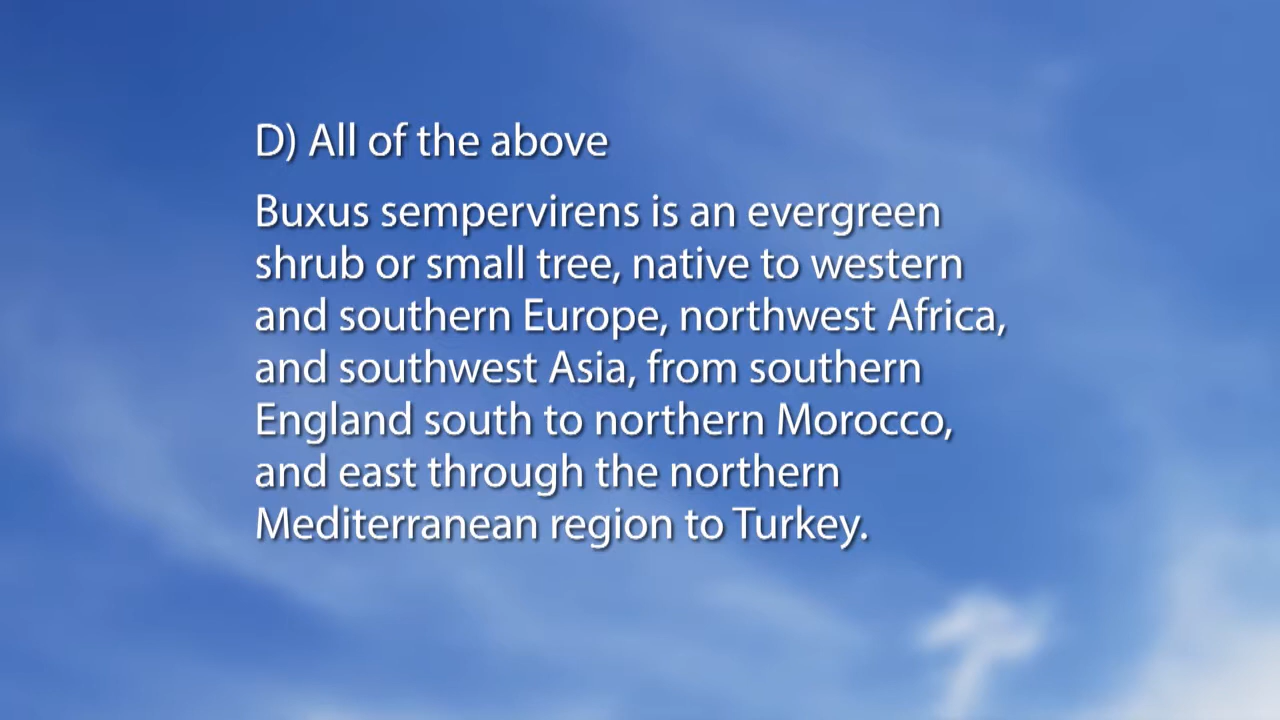 D) All of the above
Buxus sempervirens is an evergreen
shrub or small tree, native to western
and southern Europe, northwest Africa,
and southwest Asia, from southern
England south to northern Morocco,
and east through the northern
Mediterranean region to Turkey.